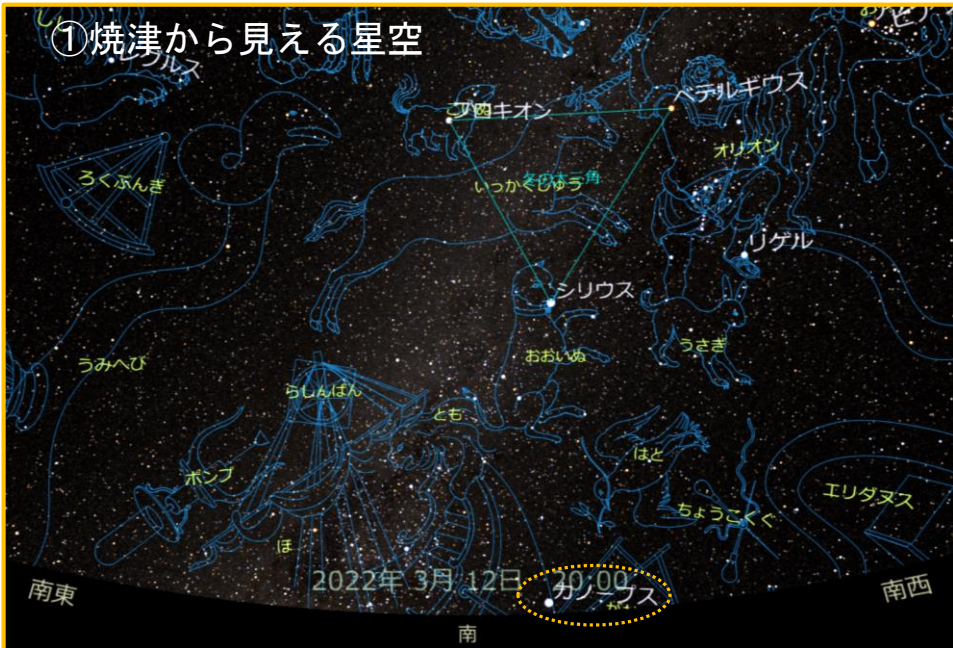 ①焼津から見える星空
レグルス
プロキオン
ベテルギウス
オリオン
ろくぶんぎ
いっかくじゅう
冬の大三角
リゲル
シリウス
うみへび
おおいぬ
うさぎ
らしんばん
とも
ポンプ
はと
ちょうこくぐ
エリダヌス
ほ
2022年 3月 12日 20:00
カノープス
南東
南
南西